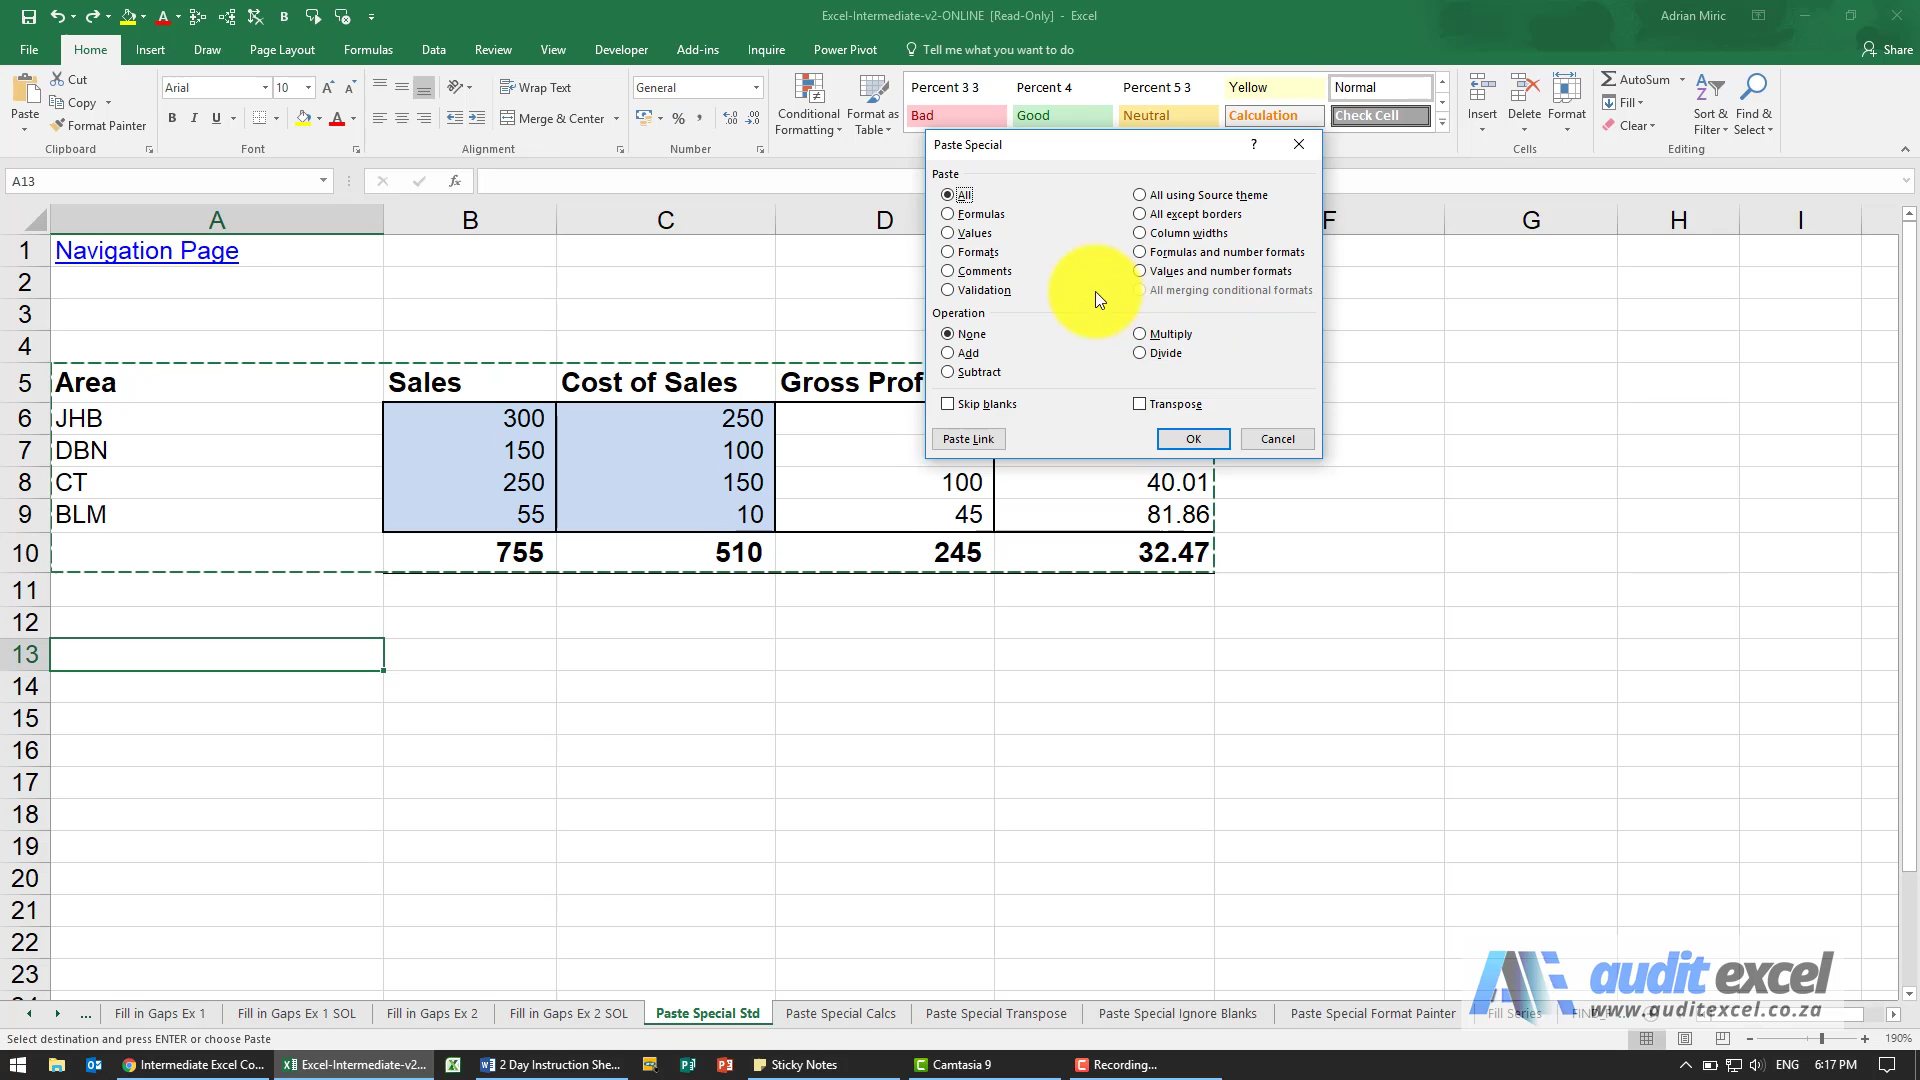 Excel-Intermediate-v2-ONLINE [Read-Only] - Excel
Adrian Miric
File Home Insert Draw Page Layout Formulas Data Review View Developer Add-ins Inquire Power Pivot Tell me what you want to do Share
Paste
Cut
Copy
Format Painter
Clipboard
Arial 10
B I U
Font
Wrap Text
Merge & Center
Alignment
General
Number
Conditional Formatting
Format as Table
Percent 3 3 Percent 4 Percent 5 3 Yellow Normal
Bad Good Neutral Calculation Check Cell
Insert Delete Format
Cells
AutoSum
Fill
Clear
Sort & Filter
Find & Select
Editing
A13
fx
Paste Special ?
Paste
All All using Source theme
Formulas All except borders
Values Column widths
Formats Formulas and number formats
Comments Values and number formats
Validation All merging conditional formats
Operation
None Multiply
Add Divide
Subtract
Skip blanks Transpose
Paste Link OK Cancel
A B C D F G H I
1 Navigation Page
2
3
4
5 Area Sales Cost of Sales Gross Prof
6 JHB 300 250
7 DBN 150 100
8 CT 250 150 100 40.01
9 BLM 55 10 45 81.86
10 755 510 245 32.47
11
12
13
14
15
16
17
18
19
20
21
22
23
audit excel
www.auditexcel.co.za
... Fill in Gaps Ex 1 Fill in Gaps Ex 1 SOL Fill in Gaps Ex 2 Fill in Gaps Ex 2 SOL Paste Special Std Paste Special Calcs Paste Special Transpose Paste Special Ignore Blanks Paste Special Format Painter Fill Series
Select destination and press ENTER or choose Paste
190%
Intermediate Excel Co... Excel-Intermediate-v2... 2 Day Instruction She... Sticky Notes Camtasia 9 Recording... ENG 6:17 PM